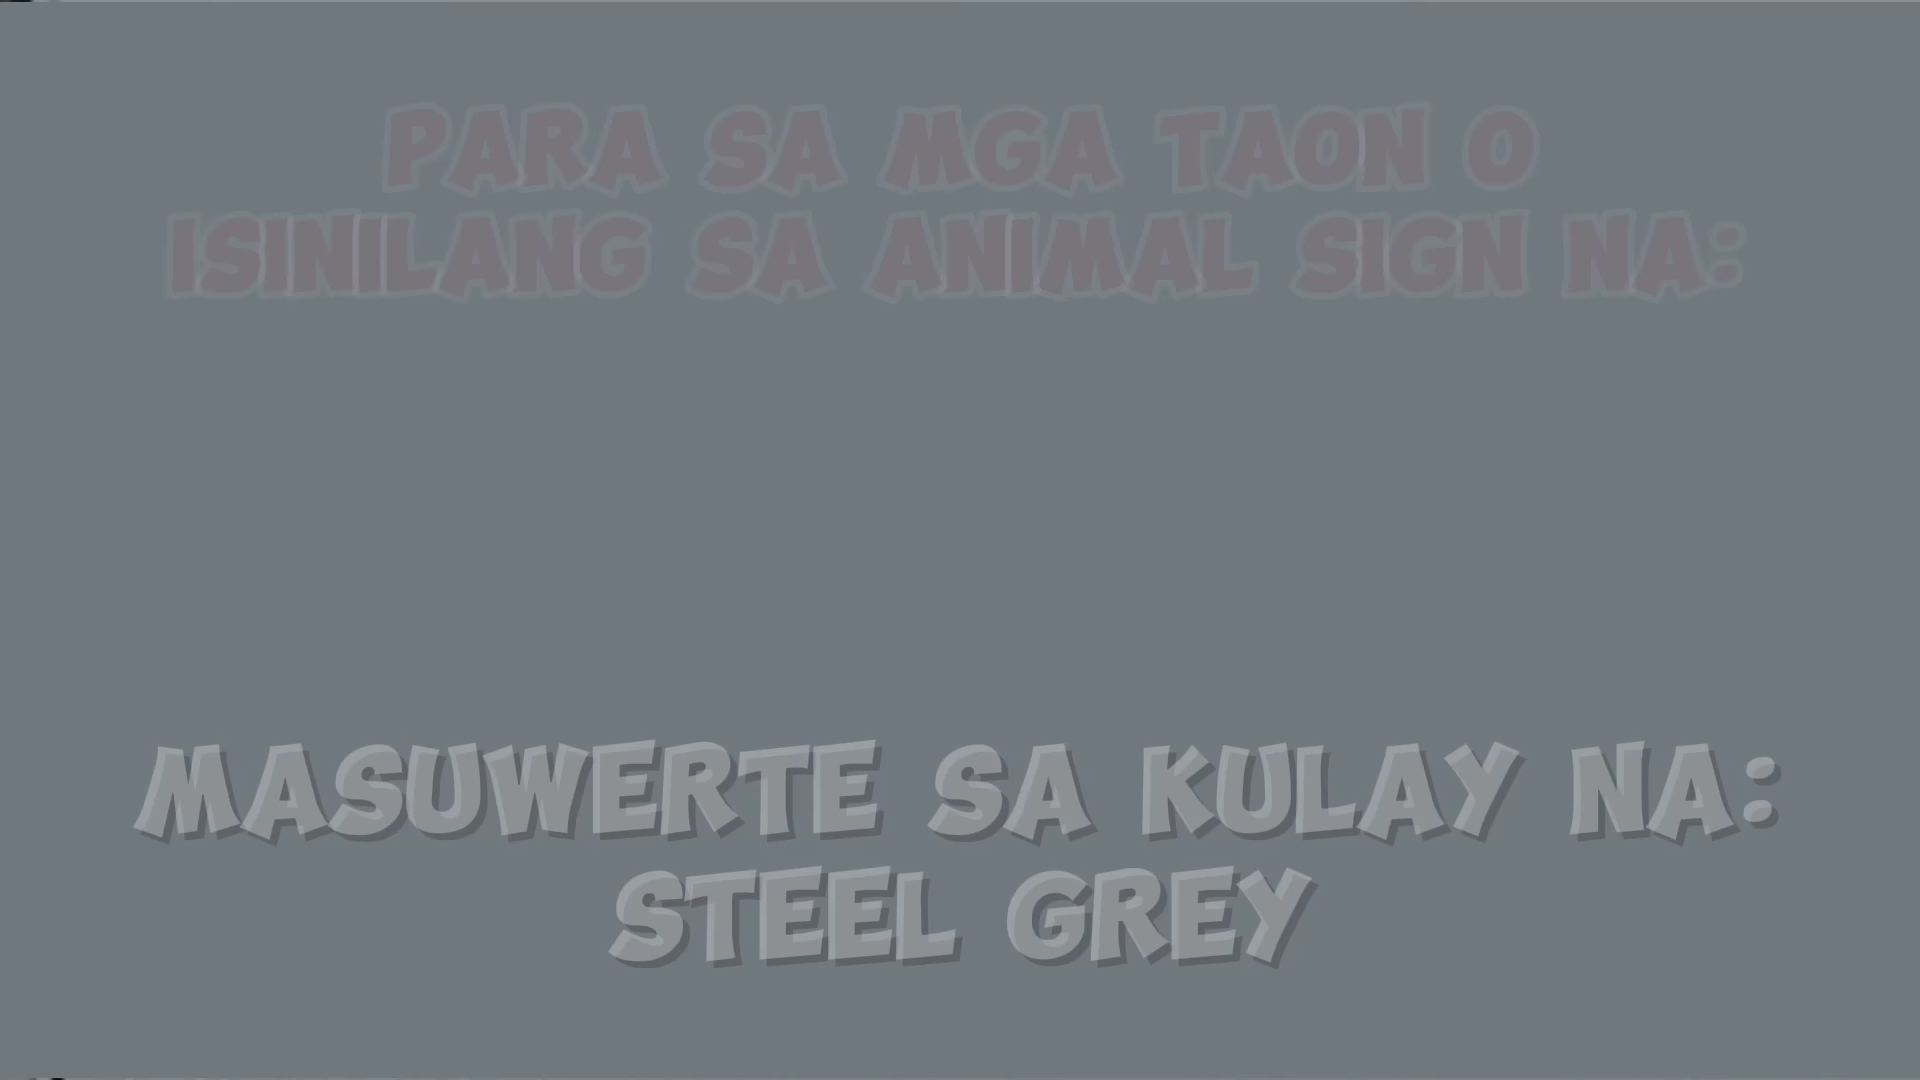 PARA SA MGA TAON O
ISINILANG SA ANIMAL SIGN NA:
MASUWERTE SA KULAY NA:
STEEL GREY